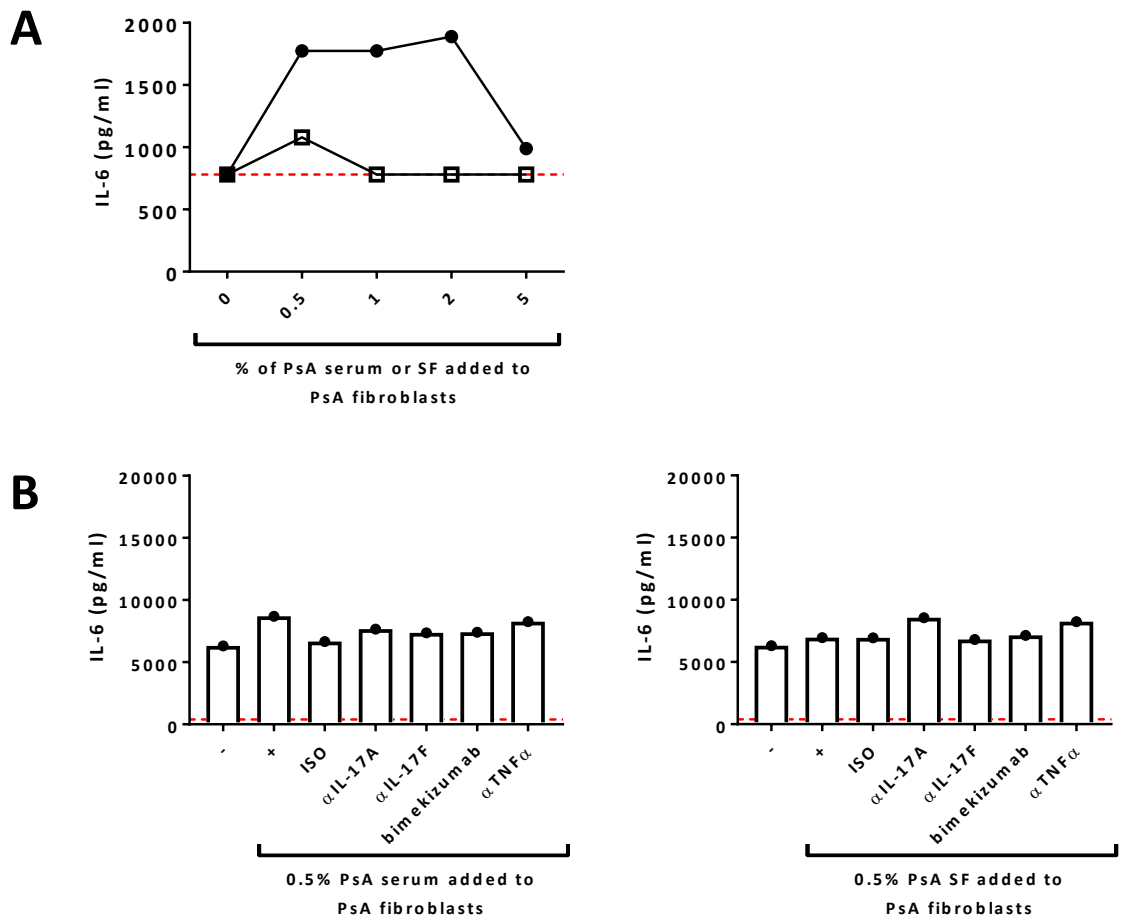 A
IL-6 (pg/ml)
2000
1500
1000
500
0
0
0.5
1
2
5
% of PsA serum or SF added to
PsA fibroblasts
B
IL-6 (pg/ml)
20000
15000
10000
5000
0
-
+
ISO
αIL-17A
αIL-17F
bimekizumab
αTNFα
0.5% PsA serum added to
PsA fibroblasts
IL-6 (pg/ml)
20000
15000
10000
5000
0
-
+
ISO
αIL-17A
αIL-17F
bimekizumab
αTNFα
0.5% PsA SF added to
PsA fibroblasts